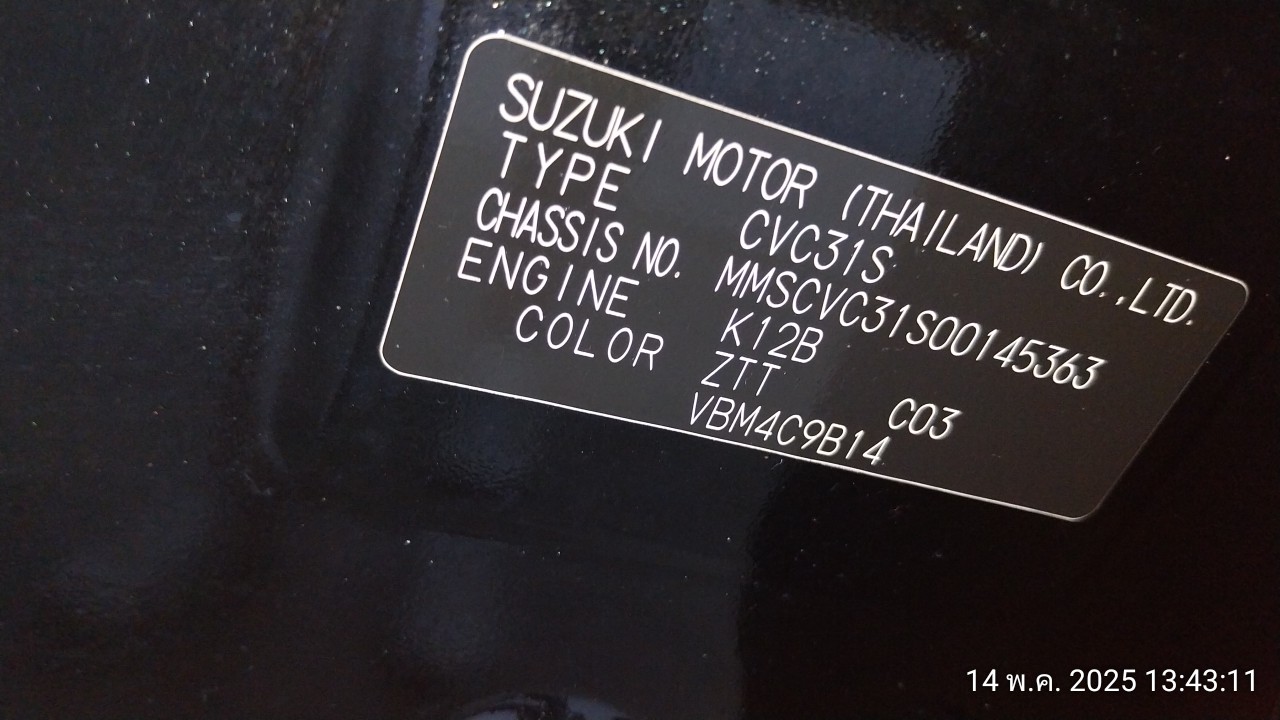 SUZUKI MOTOR (THAILAND) CO.,LTD.
TYPE CVC31S
CHASSIS NO. MMSCVC31S00145363
ENGINE K12B
COLOR ZTT C03
VBM4C9B14
14 พ.ค. 2025 13:43:11